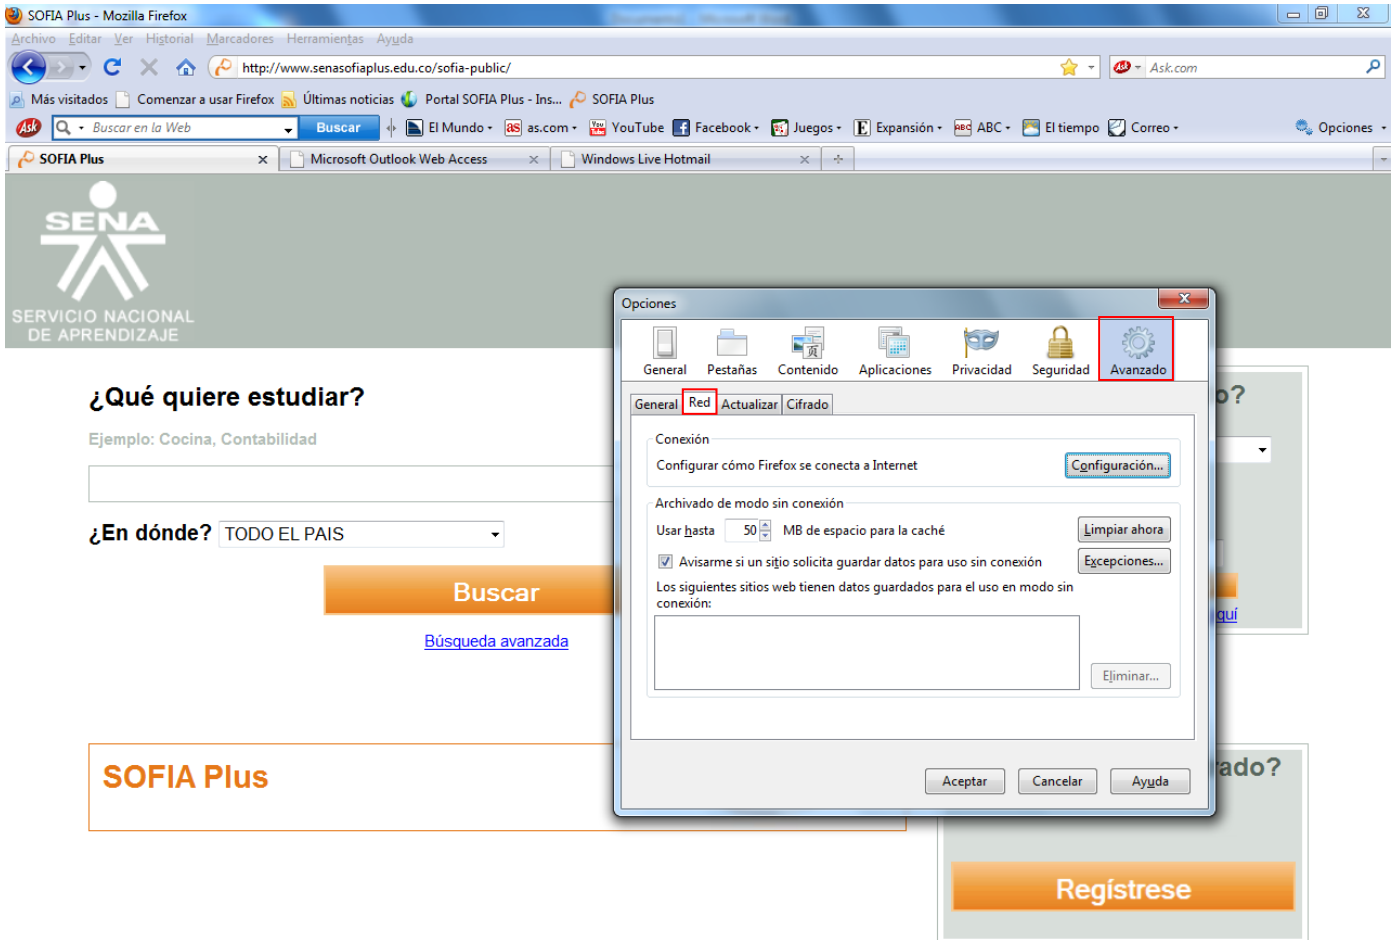 SOFIA Plus - Mozilla Firefox
Archivo Editar Ver Historial Marcadores Herramientas Ayuda
http://www.senasofiaplus.edu.co/sofia-public/ Ask.com
Más visitados Comenzar a usar Firefox Últimas noticias Portal SOFIA Plus - Ins... SOFIA Plus
Ask Buscar en la Web Buscar El Mundo as.com YouTube Facebook Juegos Expansión ABC El tiempo Correo Opciones
SOFIA Plus Microsoft Outlook Web Access Windows Live Hotmail
SENA
SERVICIO NACIONAL
DE APRENDIZAJE
Opciones
General Pestañas Contenido Aplicaciones Privacidad Seguridad Avanzado
General Red Actualizar Cifrado
Conexión
Configurar cómo Firefox se conecta a Internet Configuración...
Archivado de modo sin conexión
Usar hasta 50 MB de espacio para la caché Limpiar ahora
Avisarme si un sitio solicita guardar datos para uso sin conexión Excepciones...
Los siguientes sitios web tienen datos guardados para el uso en modo sin
conexión:
Eliminar...
Aceptar Cancelar Ayuda
¿Qué quiere estudiar?
Ejemplo: Cocina, Contabilidad
¿En dónde? TODO EL PAIS
Buscar
Búsqueda avanzada
o?
quí
SOFIA Plus
ado?
Regístrese